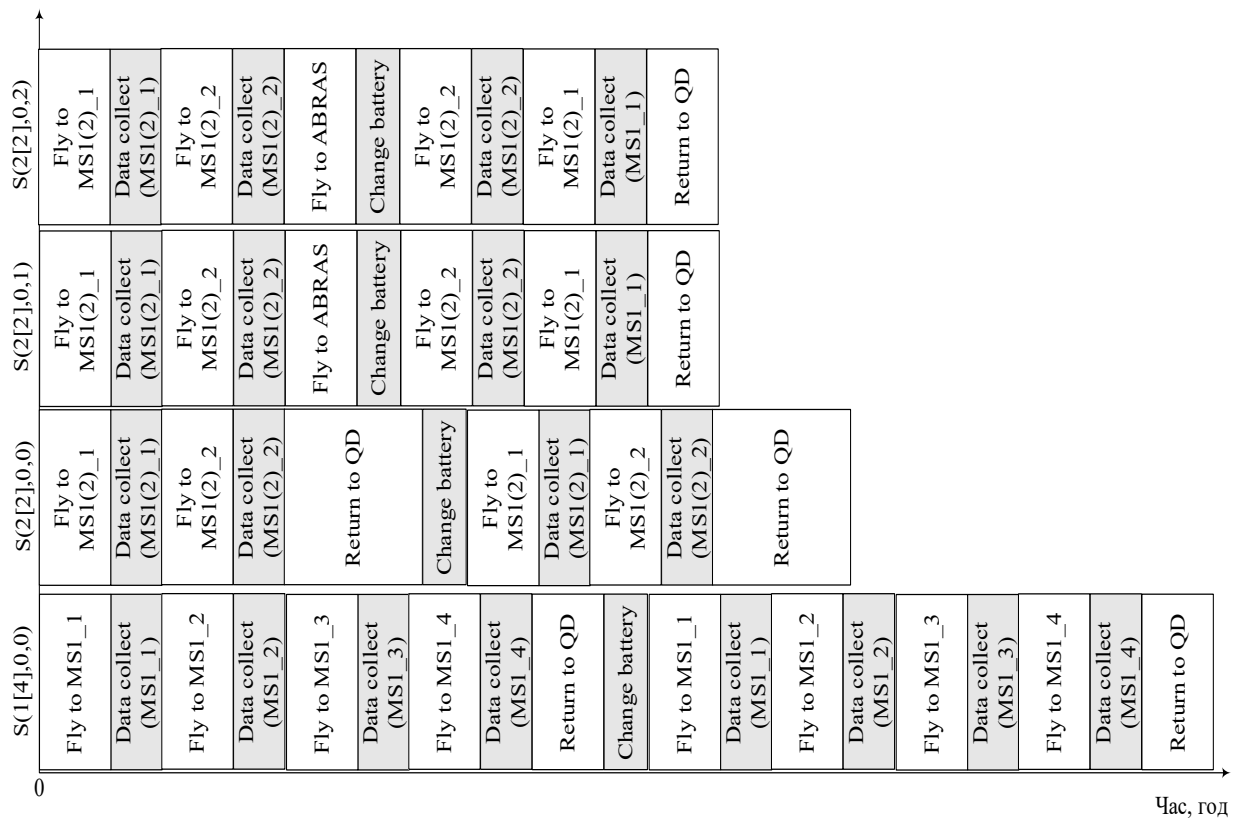 S(2[2],0,2)
Fly to
MS1(2)_1
Data collect
(MS1(2)_1)
Fly to
MS1(2)_2
Data collect
(MS1(2)_2)
Fly to ABRAS
Change battery
Fly to
MS1(2)_2
Data collect
(MS1(2)_2)
Fly to
MS1(2)_1
Data collect
(MS1_1)
Return to QD
S(2[2],0,1)
Fly to
MS1(2)_1
Data collect
(MS1(2)_1)
Fly to
MS1(2)_2
Data collect
(MS1(2)_2)
Fly to ABRAS
Change battery
Fly to
MS1(2)_2
Data collect
(MS1(2)_2)
Fly to
MS1(2)_1
Data collect
(MS1_1)
Return to QD
S(2[2],0,0)
Fly to
MS1(2)_1
Data collect
(MS1(2)_1)
Fly to
MS1(2)_2
Data collect
(MS1(2)_2)
Return to QD
Change battery
Fly to
MS1(2)_1
Data collect
(MS1(2)_1)
Fly to
MS1(2)_2
Data collect
(MS1(2)_2)
Return to QD
S(1[4],0,0)
Fly to MS1_1
Data collect
(MS1_1)
Fly to MS1_2
Data collect
(MS1_2)
Fly to MS1_3
Data collect
(MS1_3)
Fly to MS1_4
Data collect
(MS1_4)
Return to QD
Change battery
Fly to MS1_1
Data collect
(MS1_1)
Fly to MS1_2
Data collect
(MS1_2)
Fly to MS1_3
Data collect
(MS1_3)
Fly to MS1_4
Data collect
(MS1_4)
Return to QD
0
Час, год